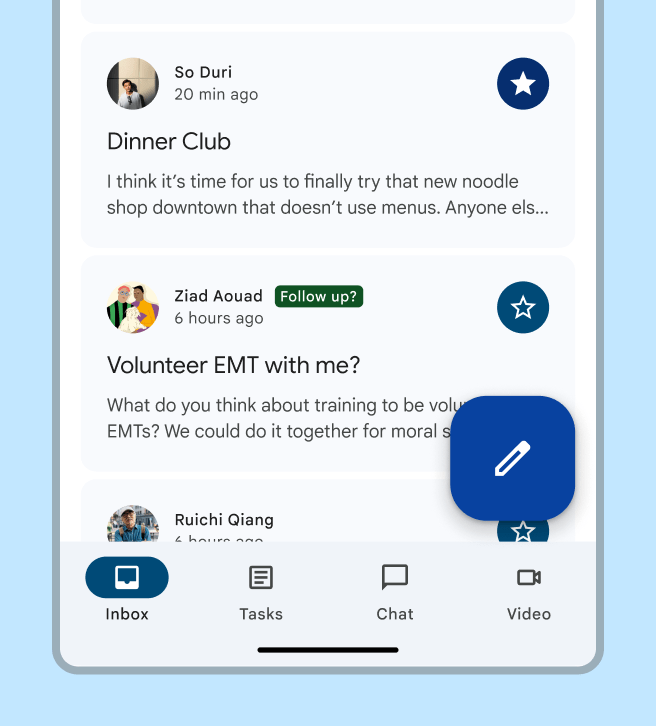 So Duri
20 min ago
Dinner Club
I think it’s time for us to finally try that new noodle
shop downtown that doesn’t use menus. Anyone els...
Ziad Aouad Follow up?
6 hours ago
Volunteer EMT with me?
What do you think about training to be
EMTs? We could do it together for moral
Ruichi Qiang
6 hours ago
Inbox Tasks Chat Video